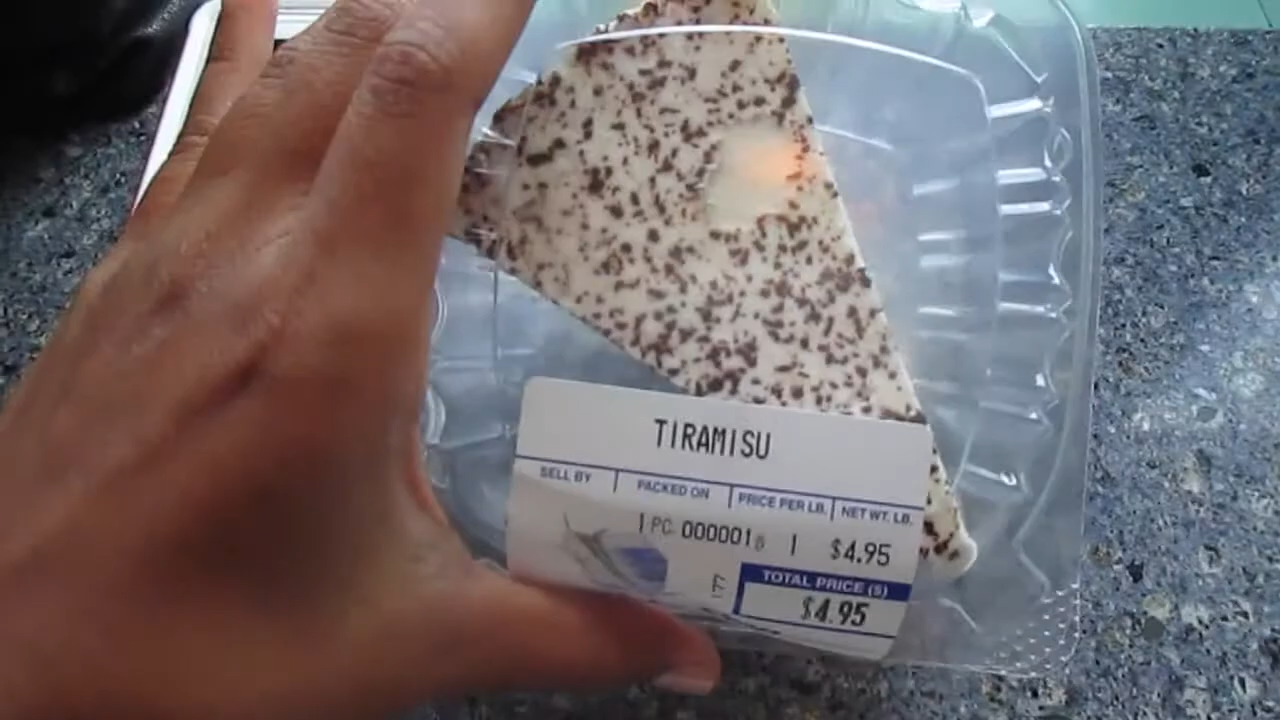 TIRAMISU
SELL BY PACKED ON PRICE PER LB. NET WT. LB.
1 PC 000001 $4.95
TOTAL PRICE ($)
$4.95